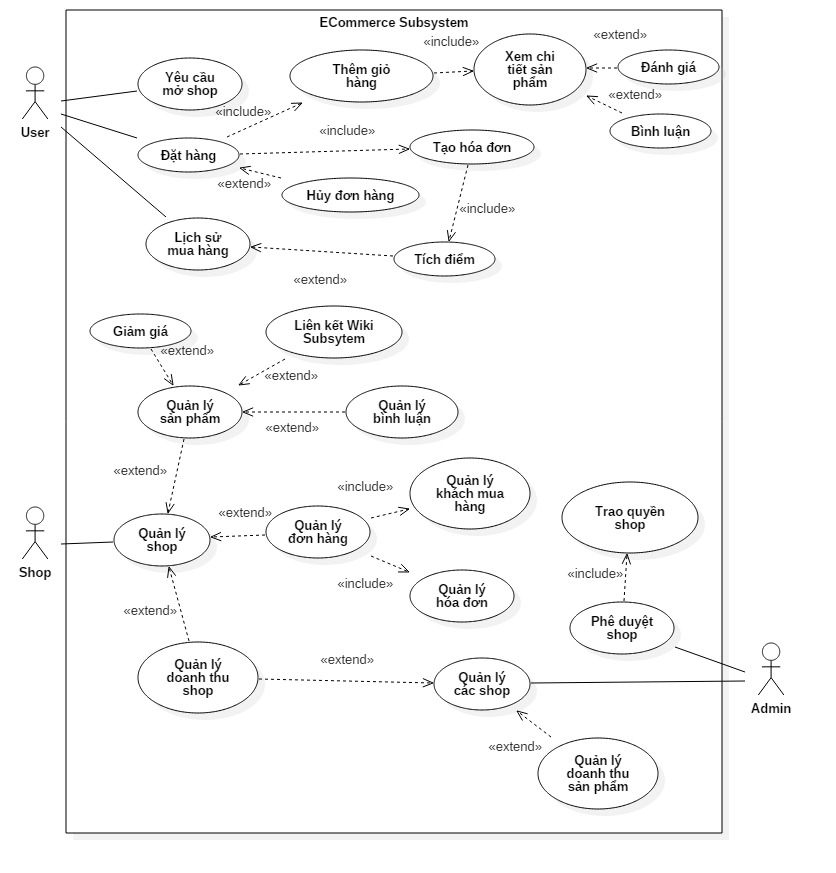 ECommerce Subsystem
«extend»
«include»
Yêu cầu
mở shop
Thêm giỏ
hàng
Xem chi
tiết sản
phẩm
Đánh giá
«extend»
«include»
User
«include»
Bình luận
Đặt hàng
Tạo hóa đơn
«extend»
Hủy đơn hàng
«include»
Lịch sử
mua hàng
Tích điểm
«extend»
Giảm giá
Liên kết Wiki
Subsytem
«extend»
«extend»
Quản lý
sản phẩm
Quản lý
bình luận
«extend»
«extend»
Quản lý
khách mua
hàng
«include»
«extend»
Trao quyền
shop
Shop
Quản lý
shop
Quản lý
đơn hàng
«include»
«include»
Quản lý
hóa đơn
«extend»
Phê duyệt
shop
Quản lý
doanh thu
shop
«extend»
Quản lý
các shop
Admin
«extend»
Quản lý
doanh thu
sản phẩm